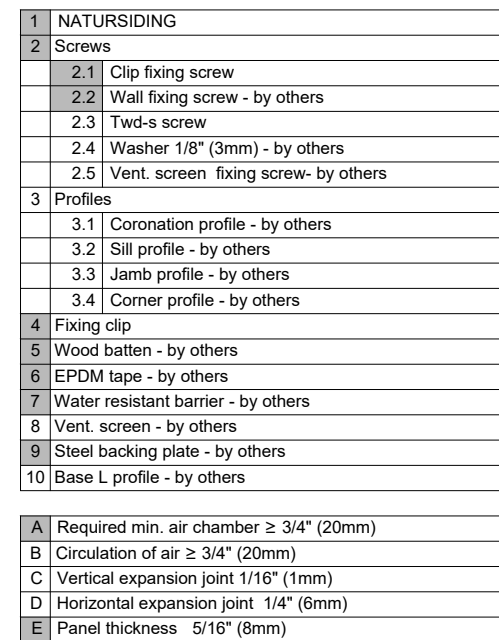 1 NATURSIDING
2 Screws
2.1 Clip fixing screw
2.2 Wall fixing screw - by others
2.3 Twd-s screw
2.4 Washer 1/8" (3mm) - by others
2.5 Vent. screen fixing screw- by others
3 Profiles
3.1 Coronation profile - by others
3.2 Sill profile - by others
3.3 Jamb profile - by others
3.4 Corner profile - by others
4 Fixing clip
5 Wood batten - by others
6 EPDM tape - by others
7 Water resistant barrier - by others
8 Vent. screen - by others
9 Steel backing plate - by others
10 Base L profile - by others
A Required min. air chamber ≥ 3/4" (20mm)
B Circulation of air ≥ 3/4" (20mm)
C Vertical expansion joint 1/16" (1mm)
D Horizontal expansion joint 1/4" (6mm)
E Panel thickness 5/16" (8mm)